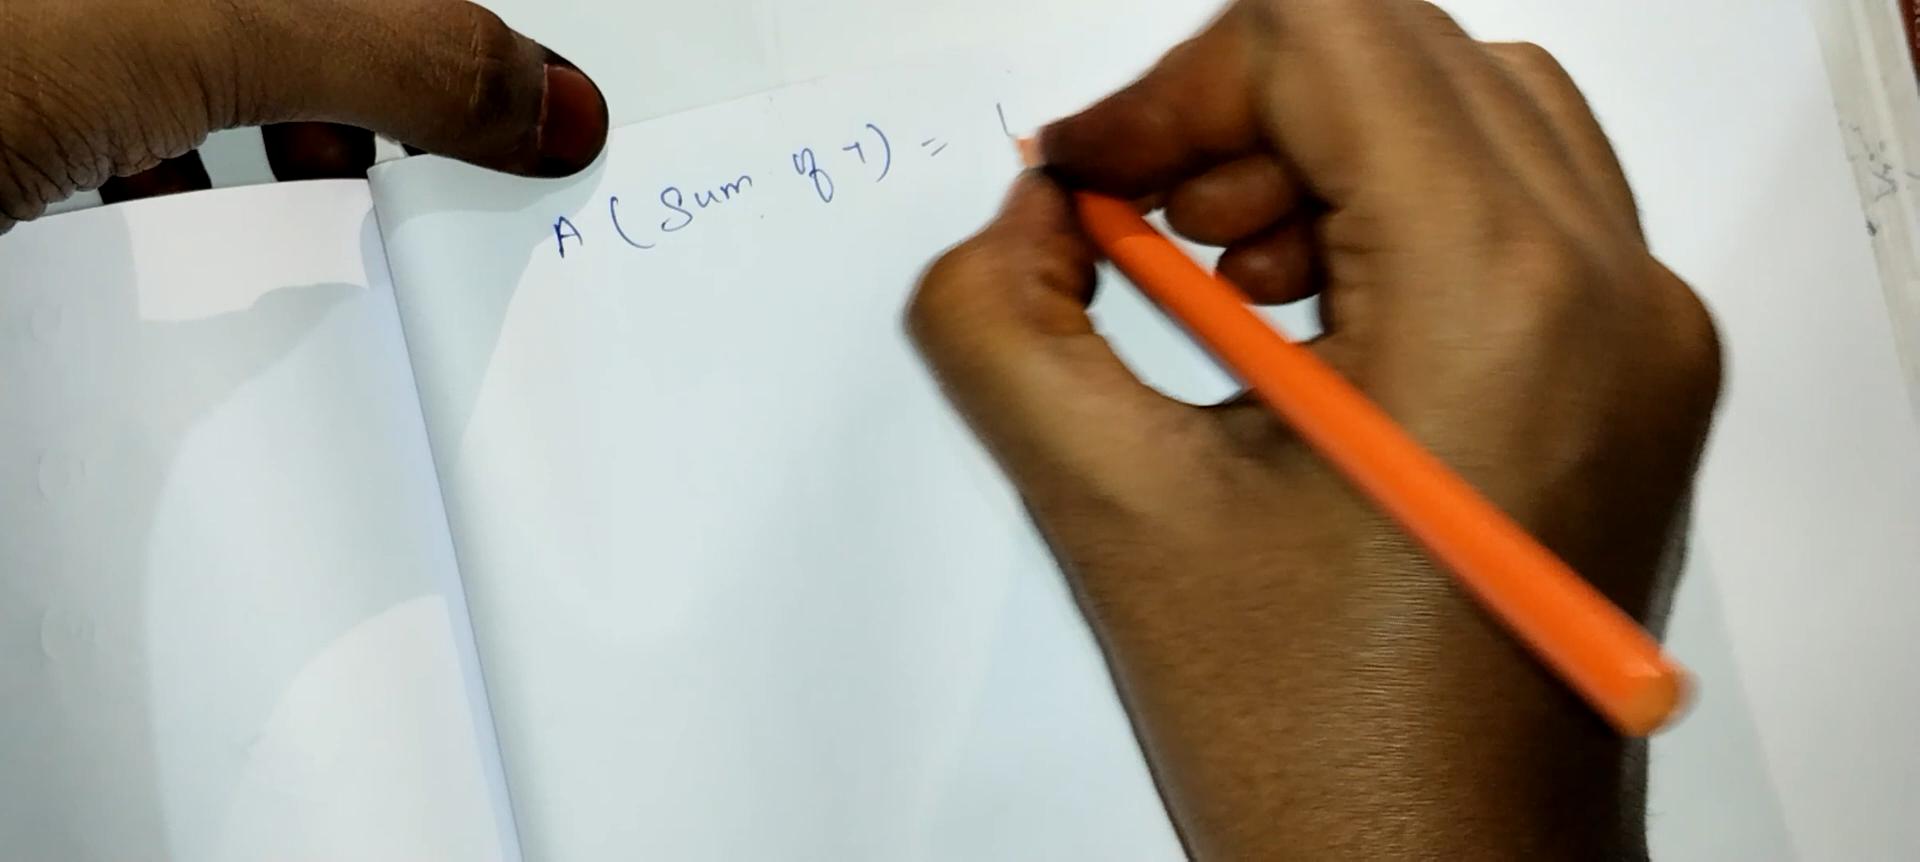 A (Sum of 7) =